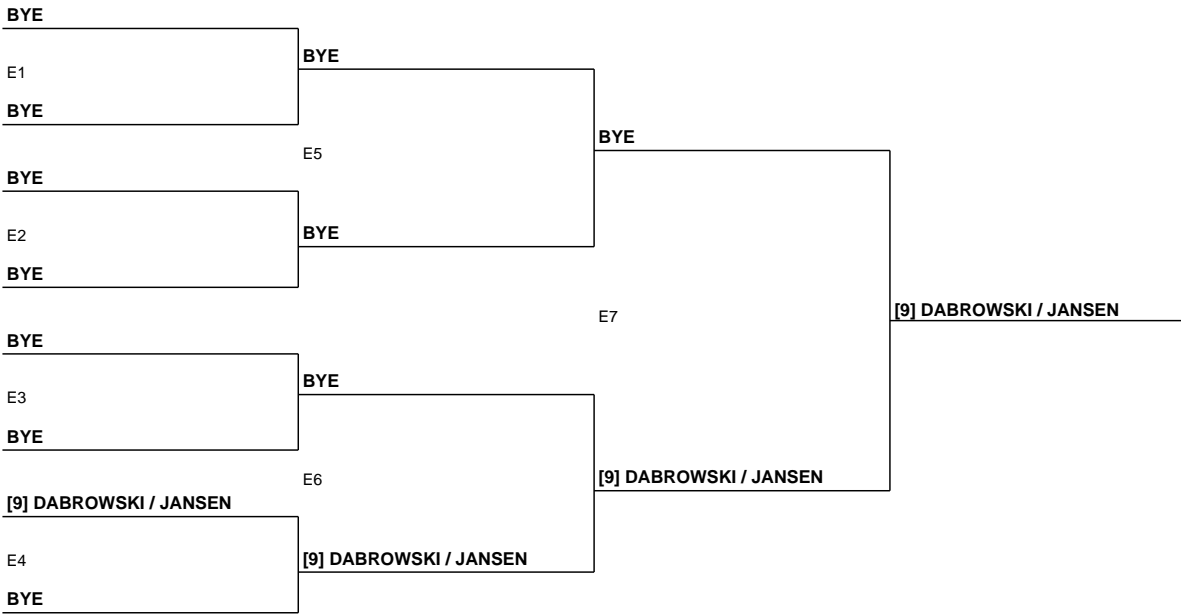 BYE
E1
BYE
BYE
E2
BYE
BYE
E3
BYE
[9] DABROWSKI / JANSEN
E4
BYE
BYE
E5
BYE
BYE
E6
[9] DABROWSKI / JANSEN
BYE
E7
[9] DABROWSKI / JANSEN
[9] DABROWSKI / JANSEN